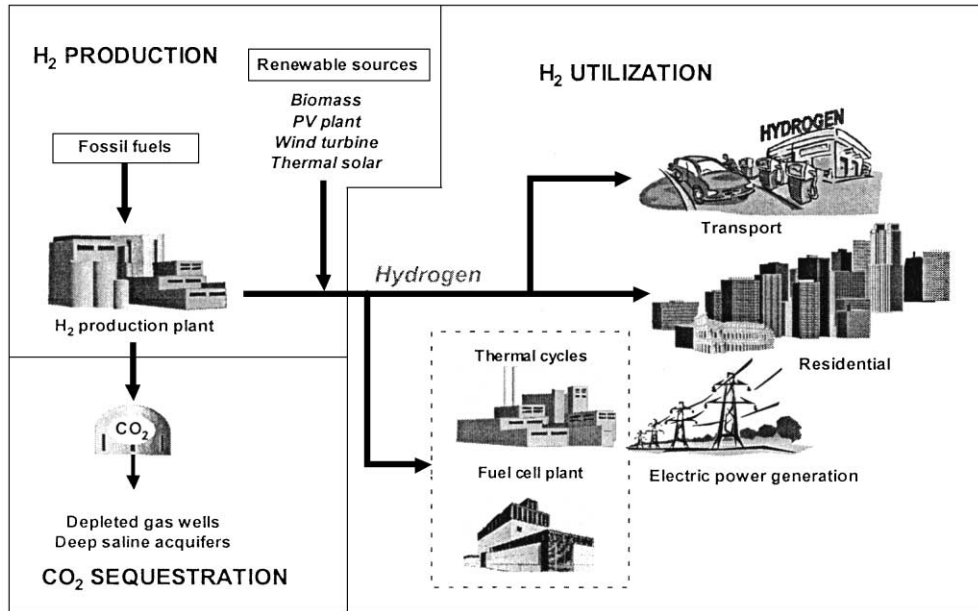 H₂ PRODUCTION
Renewable sources
Biomass
PV plant
Wind turbine
Thermal solar
Fossil fuels
H₂ production plant
H₂ UTILIZATION
HYDROGEN
Transport
Hydrogen
Residential
Thermal cycles
Fuel cell plant
Electric power generation
CO₂
Depleted gas wells
Deep saline acquifers
CO₂ SEQUESTRATION